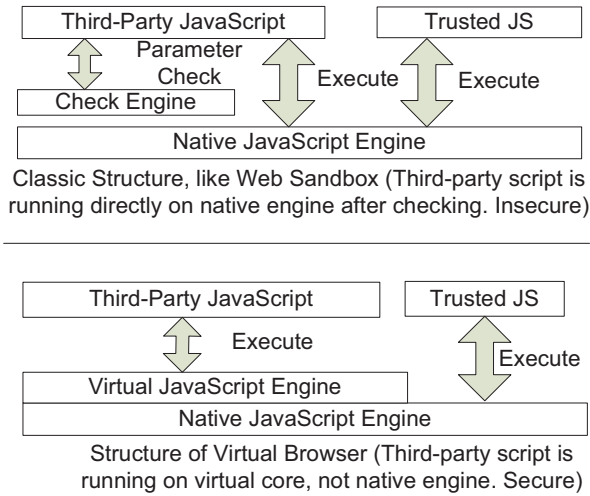 Third-Party JavaScript
Trusted JS
Parameter
Check
Execute
Execute
Check Engine
Native JavaScript Engine
Classic Structure, like Web Sandbox (Third-party script is
running directly on native engine after checking. Insecure)
Third-Party JavaScript
Trusted JS
Execute
Execute
Virtual JavaScript Engine
Native JavaScript Engine
Structure of Virtual Browser (Third-party script is
running on virtual core, not native engine. Secure)